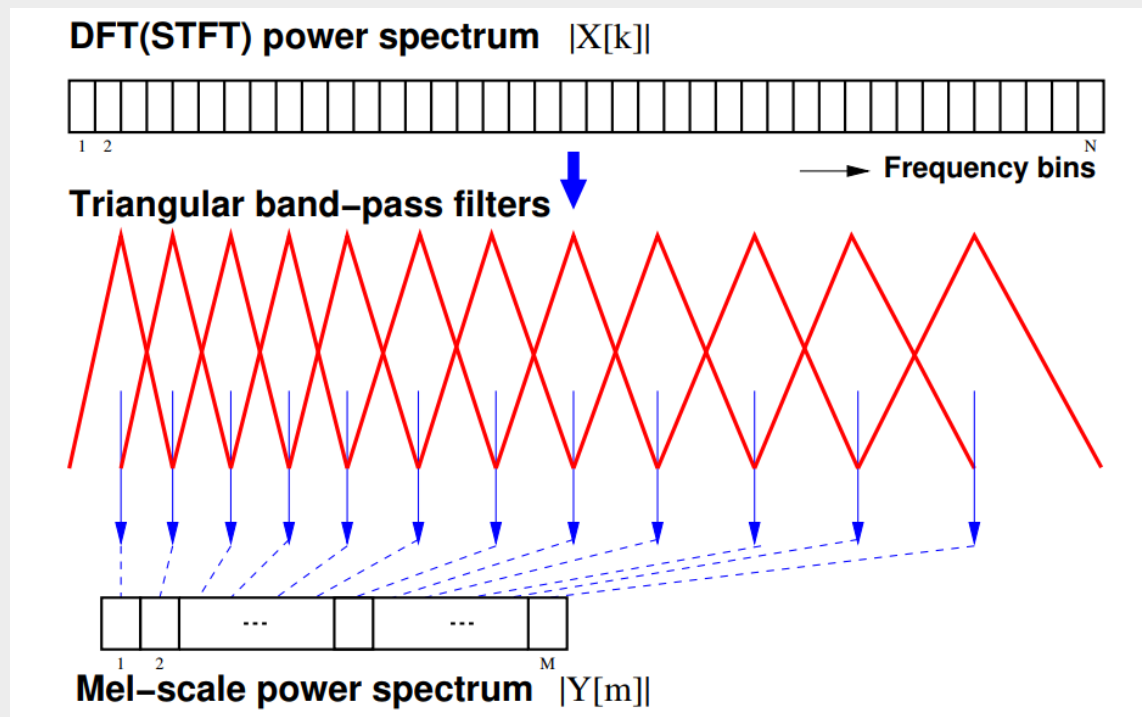 DFT(STFT) power spectrum |X[k]|
1 2 N
Frequency bins
Triangular band−pass filters
... ...
1 2 M
Mel−scale power spectrum |Y[m]|